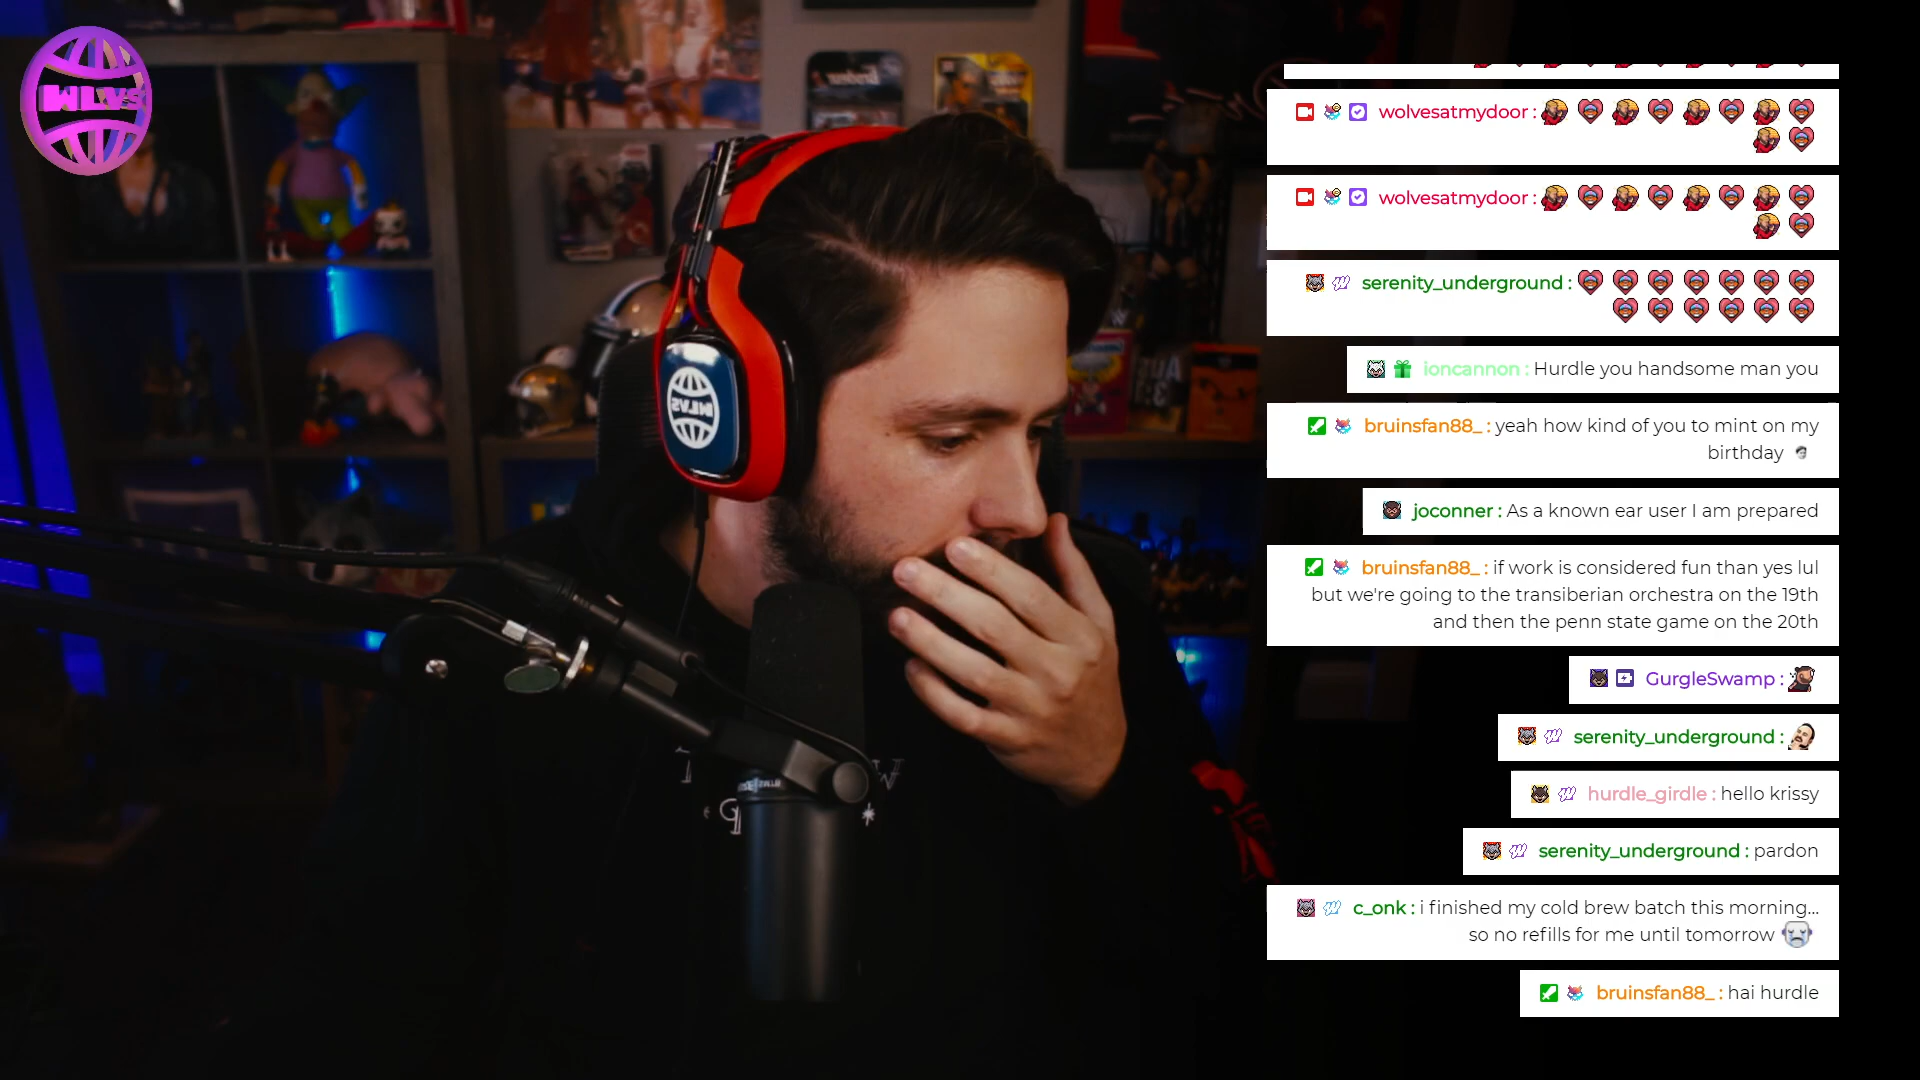 WLVS
WLVS
wolvesatmydoor :
wolvesatmydoor :
serenity_underground :
ioncannon : Hurdle you handsome man you
bruinsfan88_ : yeah how kind of you to mint on my
birthday
joconner : As a known ear user I am prepared
bruinsfan88_ : if work is considered fun than yes lul
but we're going to the transiberian orchestra on the 19th
and then the penn state game on the 20th
GurgleSwamp :
serenity_underground :
hurdle_girdle : hello krissy
serenity_underground : pardon
c_onk : i finished my cold brew batch this morning...
so no refills for me until tomorrow
bruinsfan88_ : hai hurdle